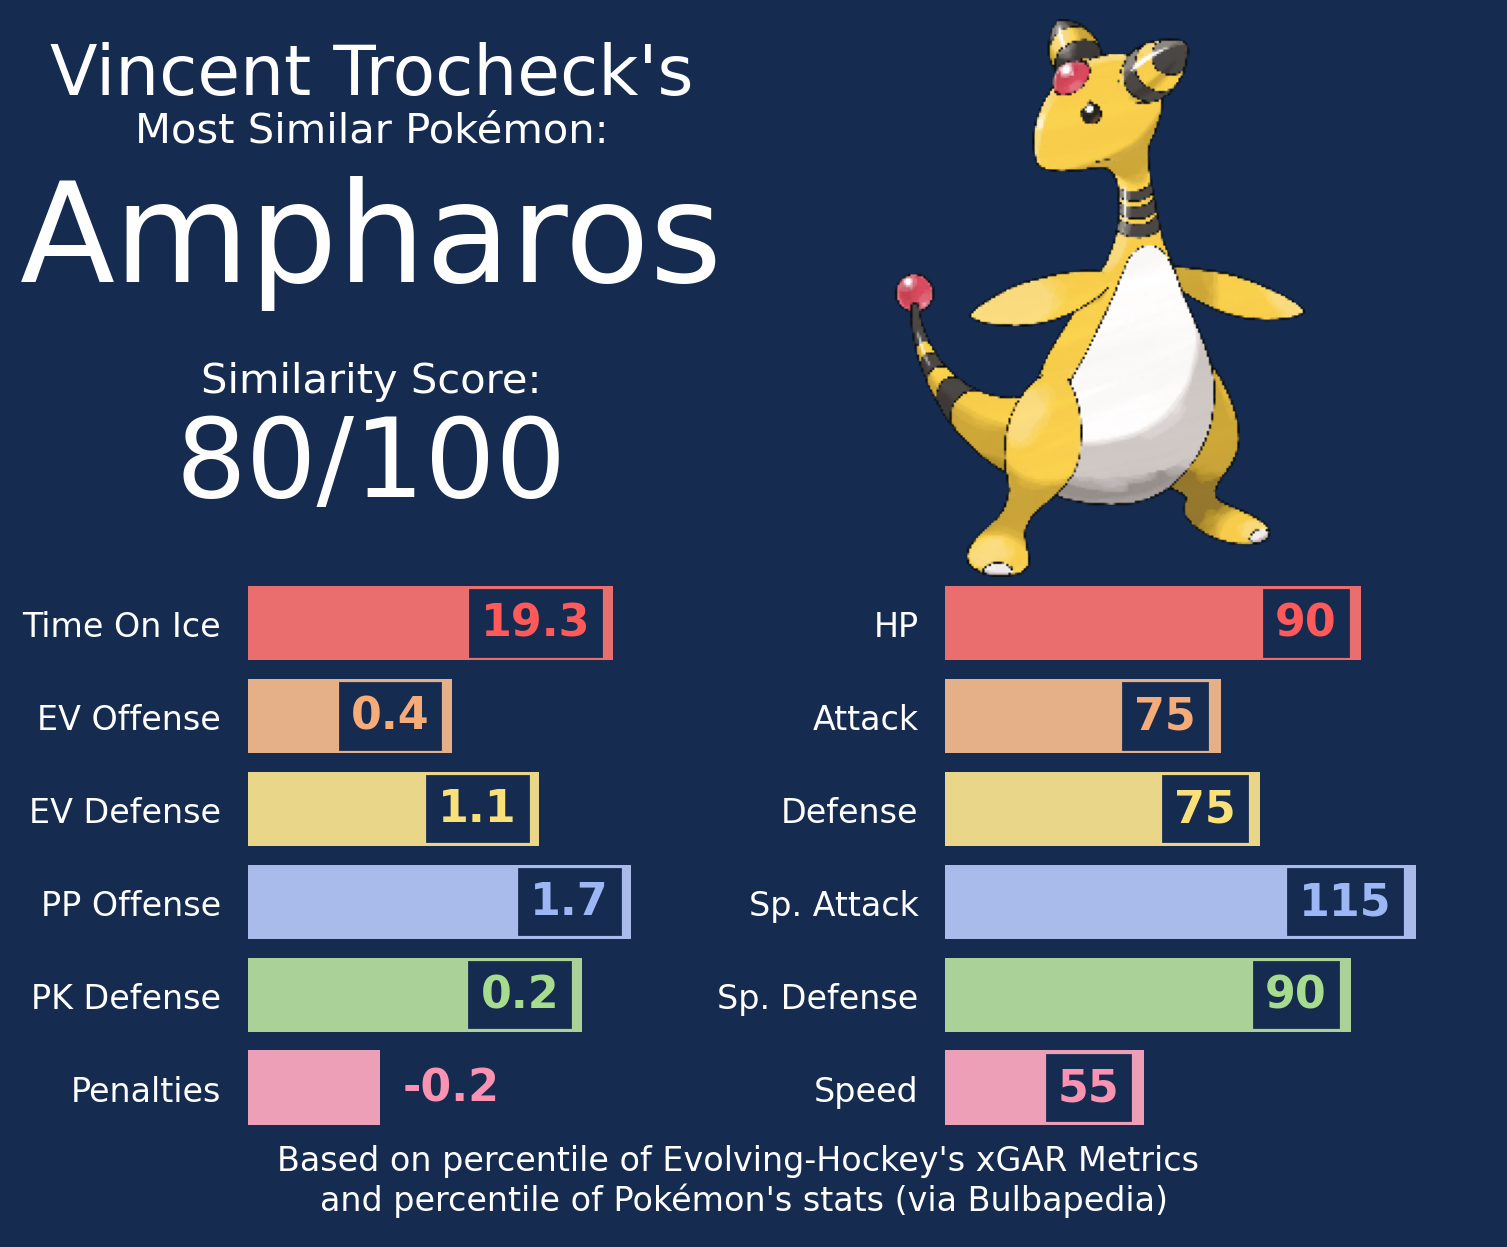 Vincent Trocheck's
Most Similar Pokémon:
Ampharos
Similarity Score:
80/100
Time On Ice 19.3
EV Offense 0.4
EV Defense 1.1
PP Offense 1.7
PK Defense 0.2
Penalties -0.2
HP 90
Attack 75
Defense 75
Sp. Attack 115
Sp. Defense 90
Speed 55
Based on percentile of Evolving-Hockey's xGAR Metrics
and percentile of Pokémon's stats (via Bulbapedia)